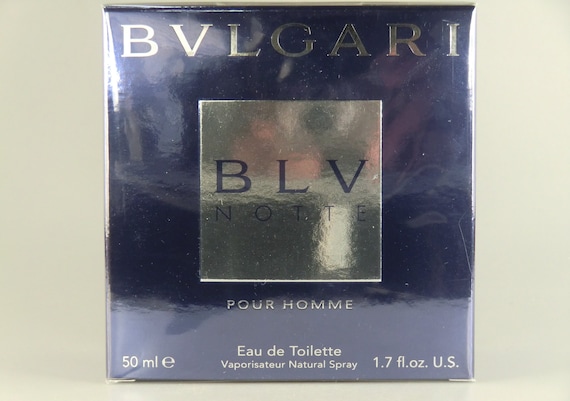 BVLGARI
BLV
NOTTE
POUR HOMME
Eau de Toilette
50 ml ℮ Vaporisateur Natural Spray 1.7 fl.oz. U.S.